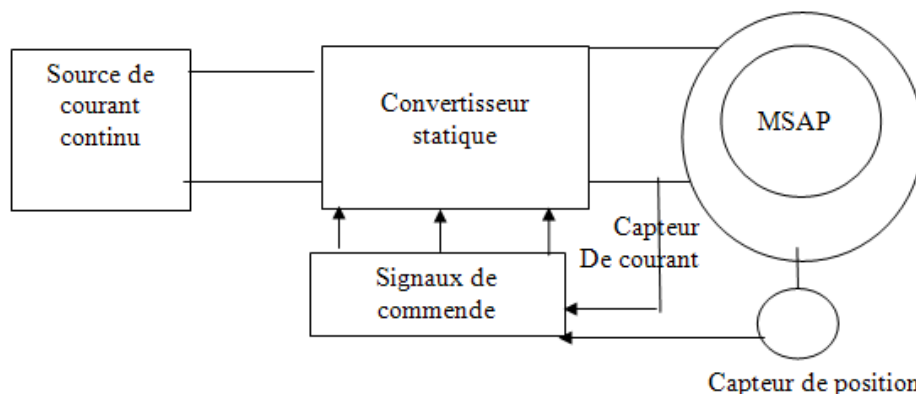 Source de
courant
continu
Convertisseur
statique
MSAP
Capteur
De courant
Signaux de
commende
Capteur de position